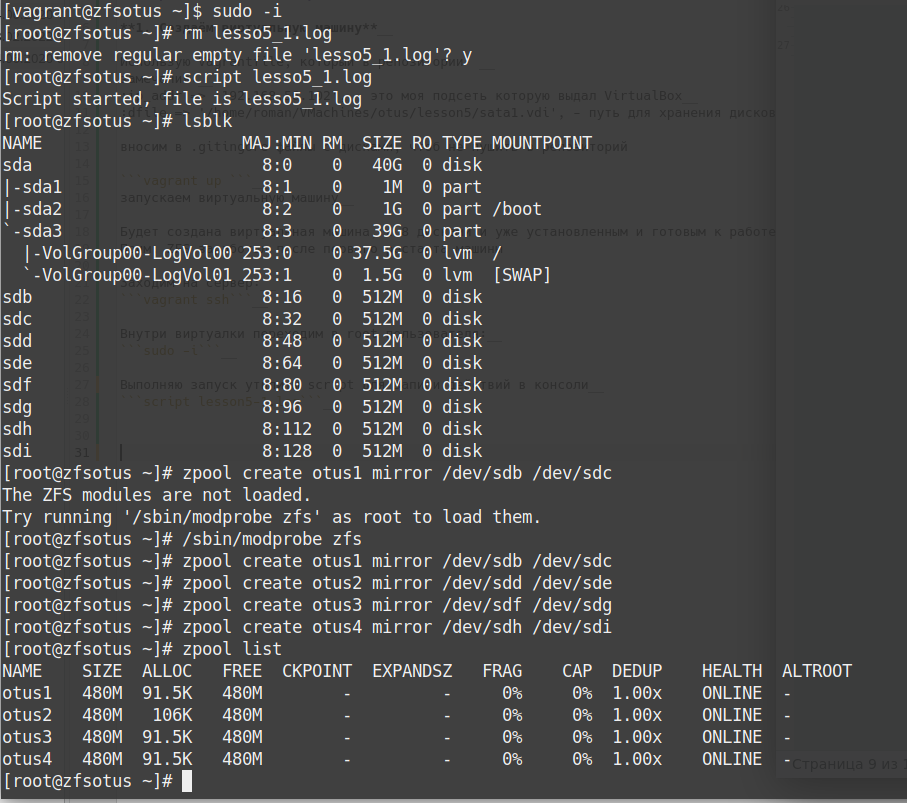 [vagrant@zfsotus ~]$ sudo -i
[root@zfsotus ~]# rm lesso5_1.log
rm: remove regular empty file 'lesso5_1.log'? y
[root@zfsotus ~]# script lesso5_1.log
Script started, file is lesso5_1.log
[root@zfsotus ~]# lsblk
NAME                    MAJ:MIN RM  SIZE RO TYPE MOUNTPOINT
sda                       8:0    0   40G  0 disk
|-sda1                    8:1    0    1M  0 part
|-sda2                    8:2    0    1G  0 part /boot
`-sda3                    8:3    0   39G  0 part
  |-VolGroup00-LogVol00 253:0    0 37.5G  0 lvm  /
  `-VolGroup00-LogVol01 253:1    0  1.5G  0 lvm  [SWAP]
sdb                       8:16   0  512M  0 disk
sdc                       8:32   0  512M  0 disk
sdd                       8:48   0  512M  0 disk
sde                       8:64   0  512M  0 disk
sdf                       8:80   0  512M  0 disk
sdg                       8:96   0  512M  0 disk
sdh                       8:112  0  512M  0 disk
sdi                       8:128  0  512M  0 disk
[root@zfsotus ~]# zpool create otus1 mirror /dev/sdb /dev/sdc
The ZFS modules are not loaded.
Try running '/sbin/modprobe zfs' as root to load them.
[root@zfsotus ~]# /sbin/modprobe zfs
[root@zfsotus ~]# zpool create otus1 mirror /dev/sdb /dev/sdc
[root@zfsotus ~]# zpool create otus2 mirror /dev/sdd /dev/sde
[root@zfsotus ~]# zpool create otus3 mirror /dev/sdf /dev/sdg
[root@zfsotus ~]# zpool create otus4 mirror /dev/sdh /dev/sdi
[root@zfsotus ~]# zpool list
NAME    SIZE  ALLOC   FREE  CKPOINT  EXPANDSZ   FRAG    CAP  DEDUP    HEALTH  ALTROOT
otus1   480M  91.5K   480M        -         -     0%     0%  1.00x    ONLINE  -
otus2   480M   106K   480M        -         -     0%     0%  1.00x    ONLINE  -
otus3   480M  91.5K   480M        -         -     0%     0%  1.00x    ONLINE  -
otus4   480M  91.5K   480M        -         -     0%     0%  1.00x    ONLINE  -
[root@zfsotus ~]#
Страница 9 из